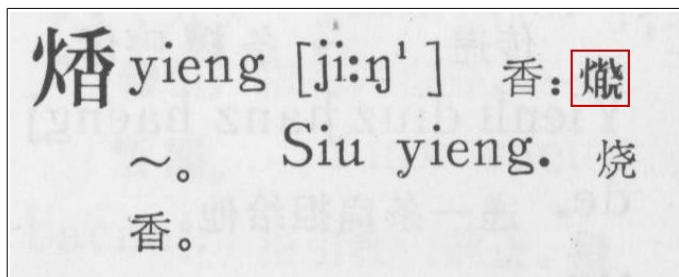 yieng [ji:ŋ¹] 香:
～。 Siu yieng. 烧
香。